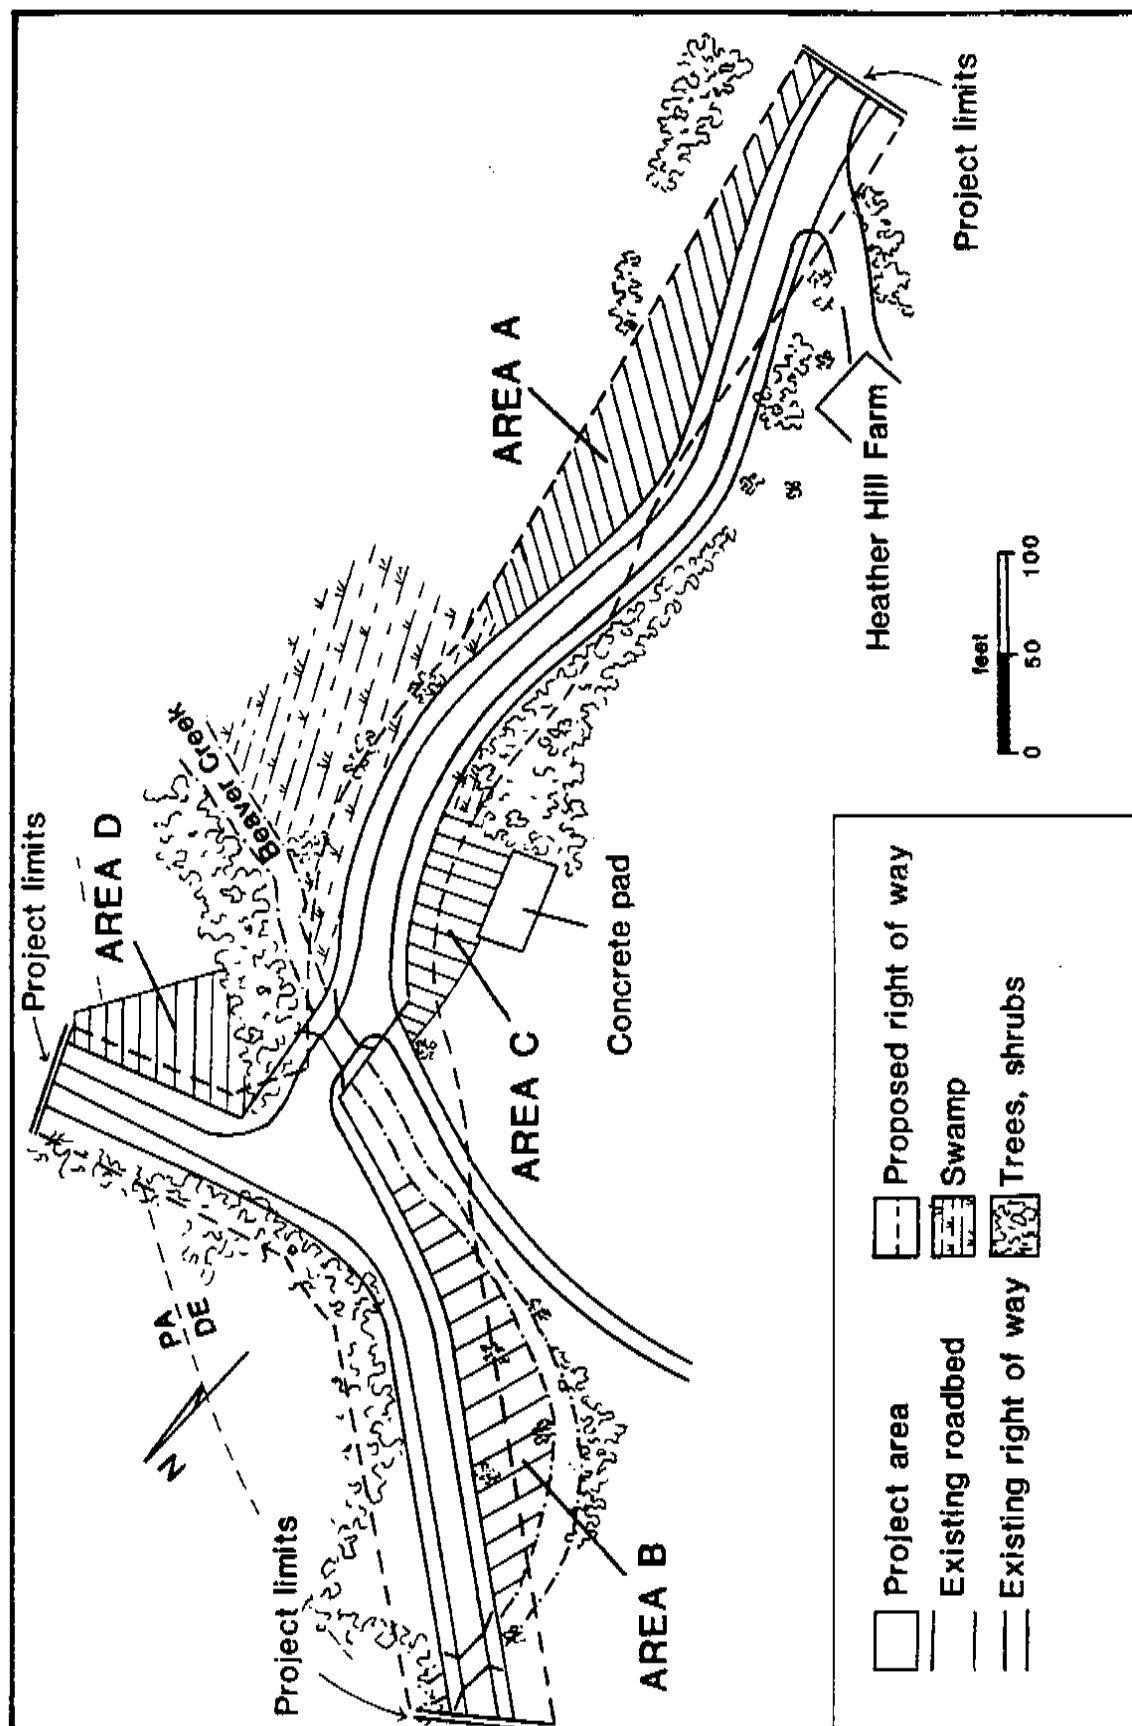 Project limits
AREA D
Beaver Creek
AREA A
Project limits
PA
DE
N
Project limits
AREA B
AREA C
Concrete pad
Heather Hill Farm
feet
0 50 100
Project area
Existing roadbed
Existing right of way
Proposed right of way
Swamp
Trees, shrubs